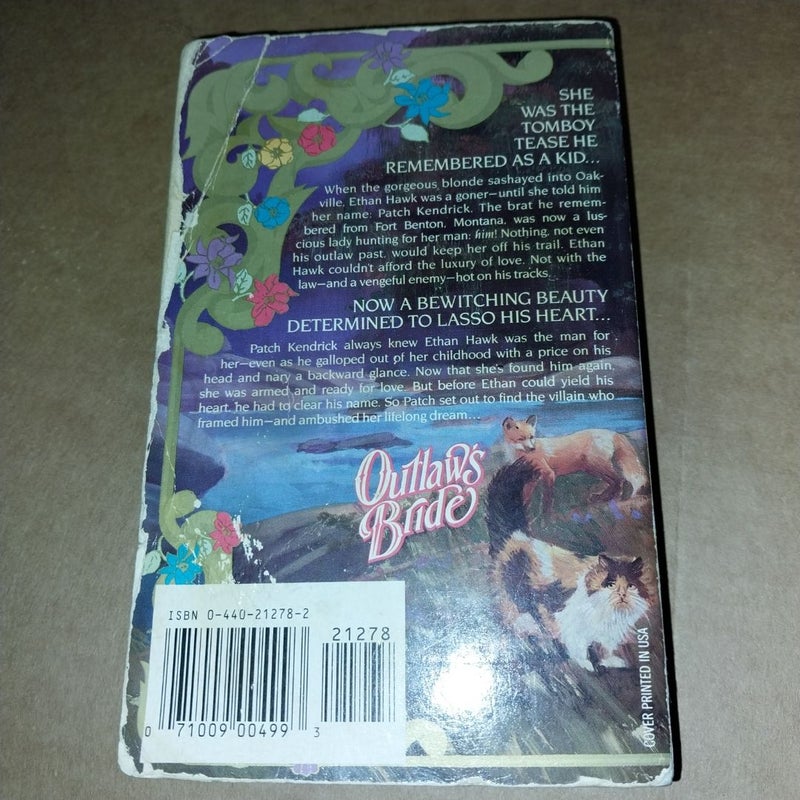 SHE
WAS THE
TOMBOY
TEASE HE
REMEMBERED AS A KID...
When the gorgeous blonde sashayed into Oak-
ville, Ethan Hawk was a goner—until she told him
her name: Patch Kendrick. The brat he remem-
bered from Fort Benton, Montana, was now a lus-
cious lady hunting for her man: him! Nothing, not even
his outlaw past, would keep her off his trail. Ethan
Hawk couldn't afford the luxury of love. Not with the
law—and a vengeful enemy—hot on his tracks.
NOW A BEWITCHING BEAUTY
DETERMINED TO LASSO HIS HEART...
Patch Kendrick always knew Ethan Hawk was the man for
her—even as he galloped out of her childhood with a price on his
head and nary a backward glance. Now that she's found him again,
she was armed and ready for love. But before Ethan could yield his
heart, he had to clear his name. So Patch set out to find the villain who
framed him—and ambushed her lifelong dream...
Outlaw's
Bride
ISBN 0-440-21278-2
21278
0 71009 00499 3
COVER PRINTED IN USA